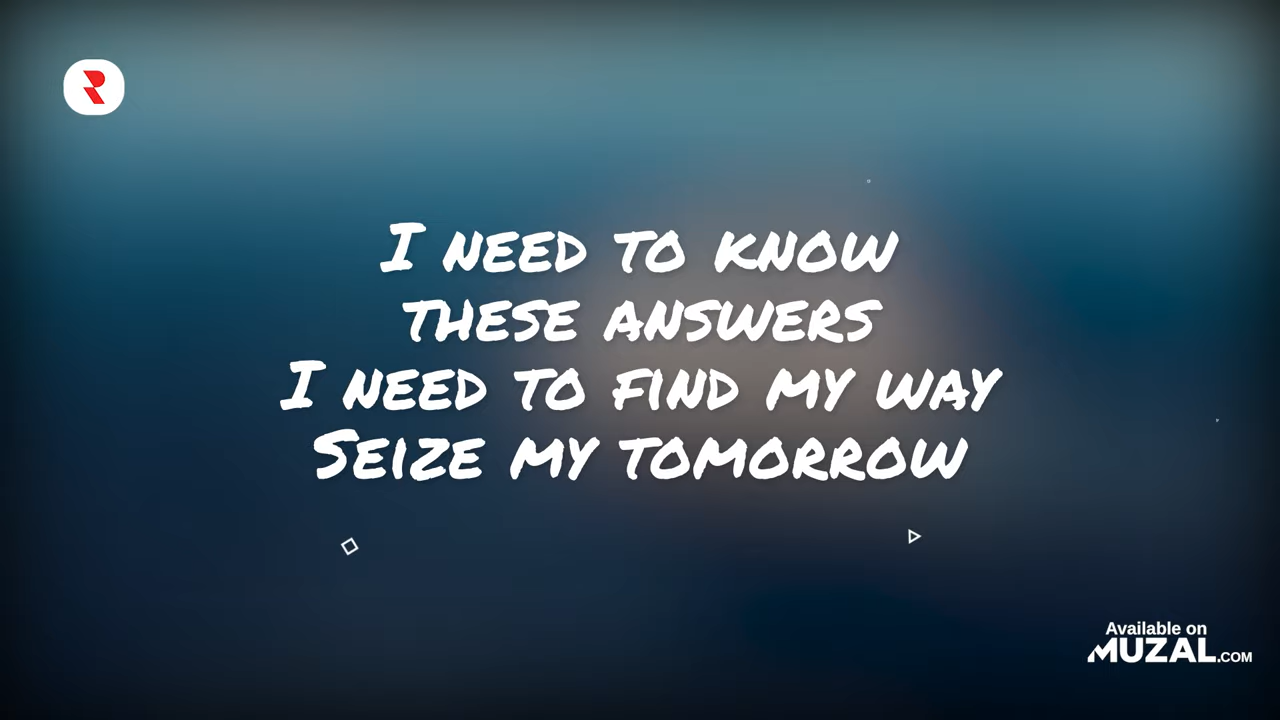 I NEED TO KNOW
THESE ANSWERS
I NEED TO FIND MY WAY
SEIZE MY TOMORROW
Available on
MUZAL.COM